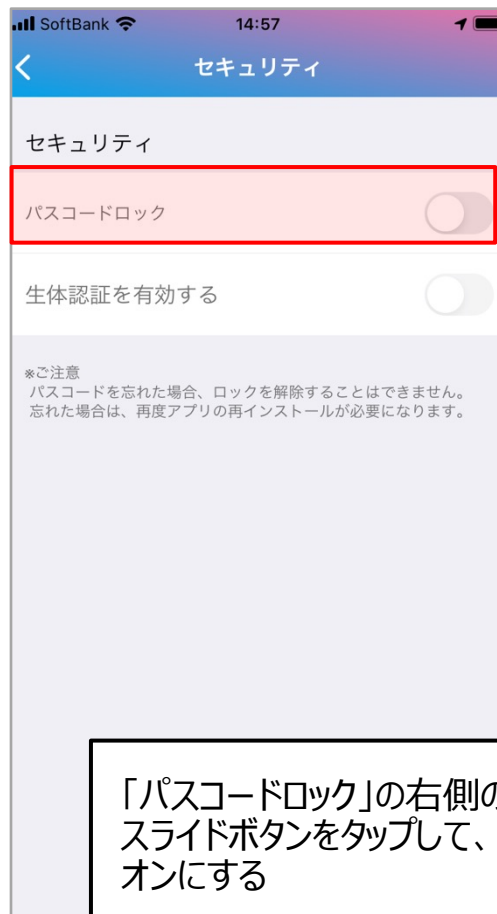 SoftBank 14:57
セキュリティ
セキュリティ
パスコードロック
生体認証を有効する
※ご注意
パスコードを忘れた場合、ロックを解除することはできません。
忘れた場合は、再度アプリの再インストールが必要になります。
「パスコードロック」の右側の
スライドボタンをタップして、
オンにする